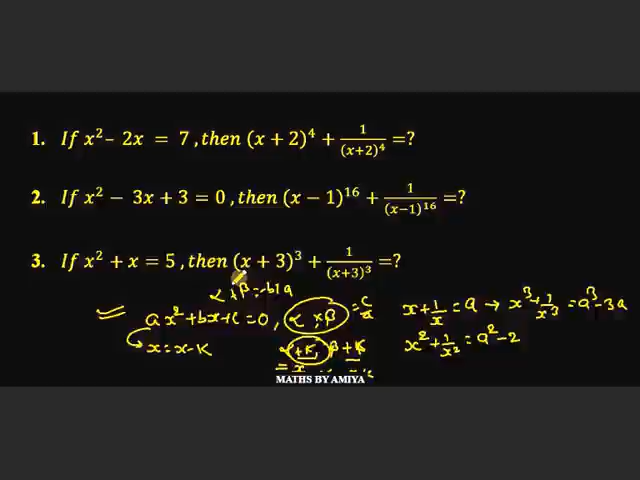 1. If x² – 2x = 7 , then (x + 2)⁴ + 1/(x+2)⁴ =?
2. If x² − 3x + 3 = 0 , then (x − 1)¹⁶ + 1/(x−1)¹⁶ =?
3. If x² + x = 5 , then (x + 3)³ + 1/(x+3)³ =?
α + β = -b/a
ax² + bx + c = 0, α × β = c/a
x + 1/x = a → x³ + 1/x³ = a³ - 3a
x = x - K
α + K, β + K
x² + 1/x² = a² - 2
= x
MATHS BY AMIYA